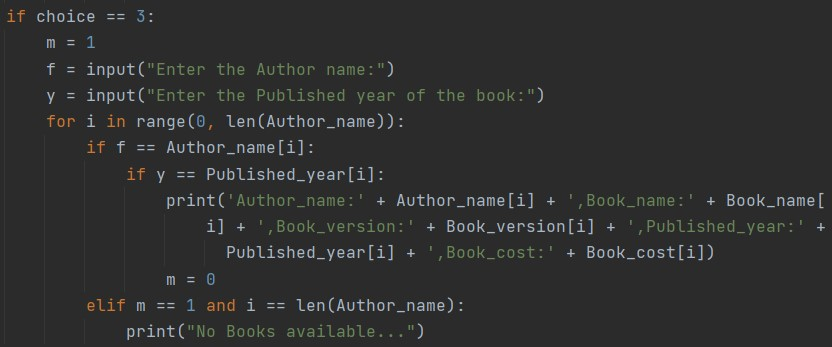 if choice == 3:
    m = 1
    f = input("Enter the Author name:")
    y = input("Enter the Published year of the book:")
    for i in range(0, len(Author_name)):
        if f == Author_name[i]:
            if y == Published_year[i]:
                print('Author_name:' + Author_name[i] + ',Book_name:' + Book_name[
                    i] + ',Book_version:' + Book_version[i] + ',Published_year:' +
                      Published_year[i] + ',Book_cost:' + Book_cost[i])
                m = 0
        elif m == 1 and i == len(Author_name):
            print("No Books available...")